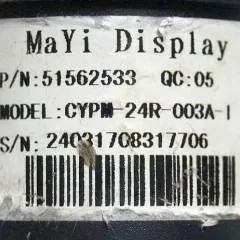 MaYi Display
P/N:51562533 QC:05
MODEL:CYPM-24R-003A-I
S/N: 24031708317706